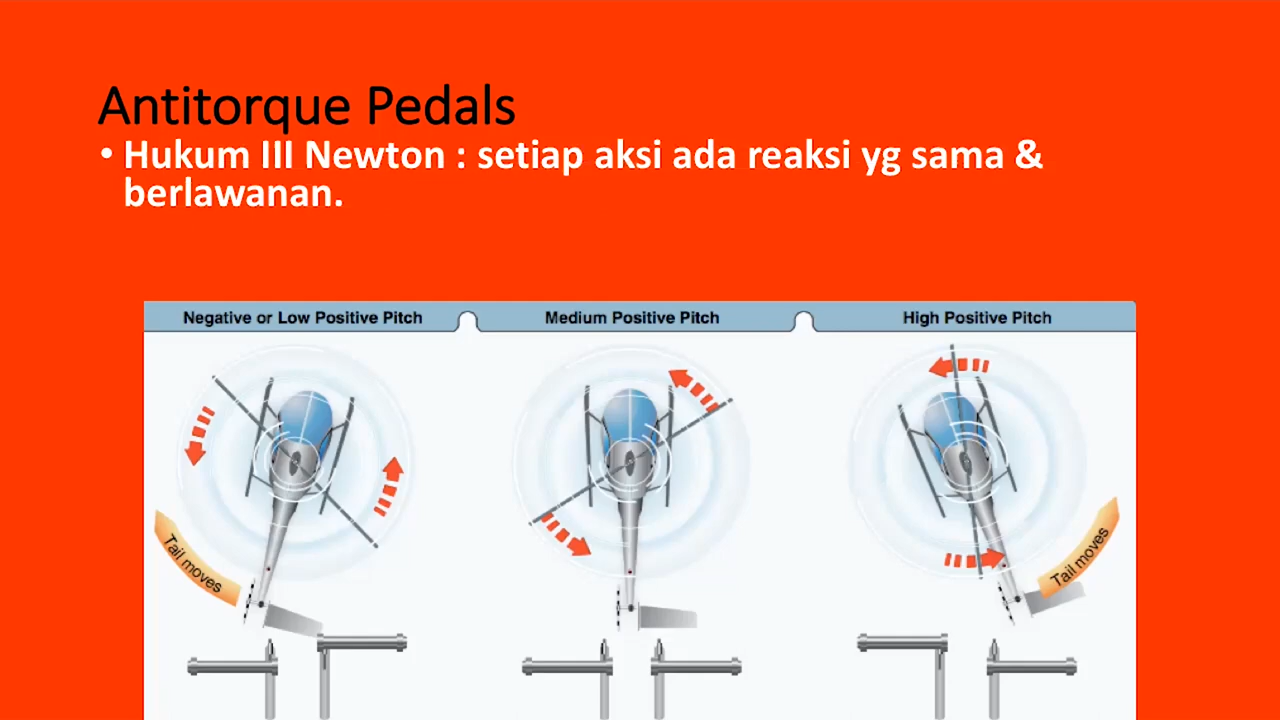 Antitorque Pedals
• Hukum III Newton : setiap aksi ada reaksi yg sama &
berlawanan.
Negative or Low Positive Pitch
Medium Positive Pitch
High Positive Pitch
Tail moves
Tail moves